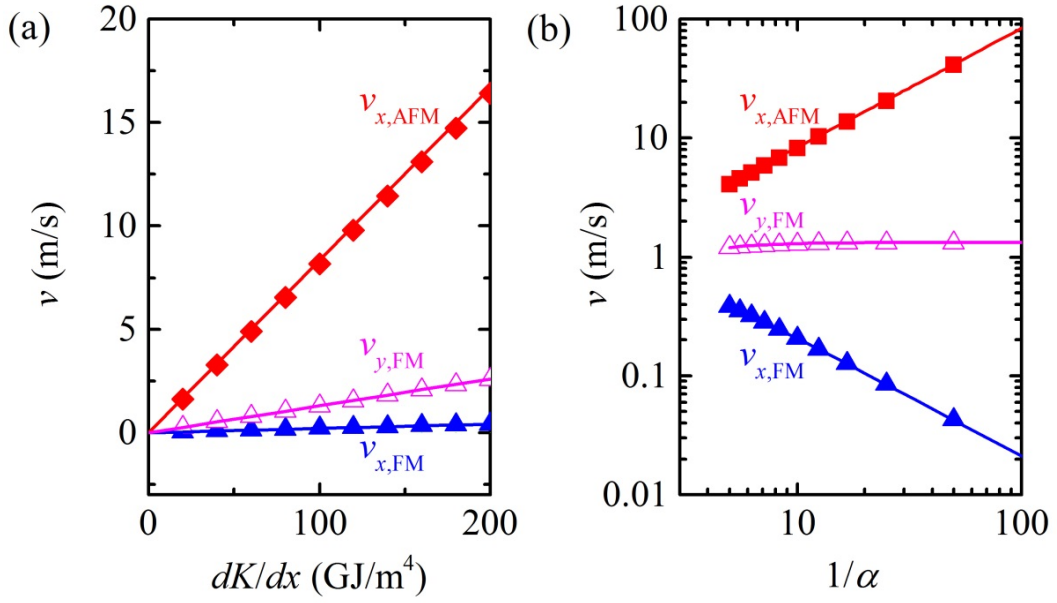 (a)
20
15
10
5
0
v (m/s)
v_x,AFM
v_y,FM
v_x,FM
0 100 200
dK/dx (GJ/m⁴)
(b)
100
10
1
0.1
0.01
v (m/s)
v_x,AFM
v_y,FM
v_x,FM
10 100
1/α